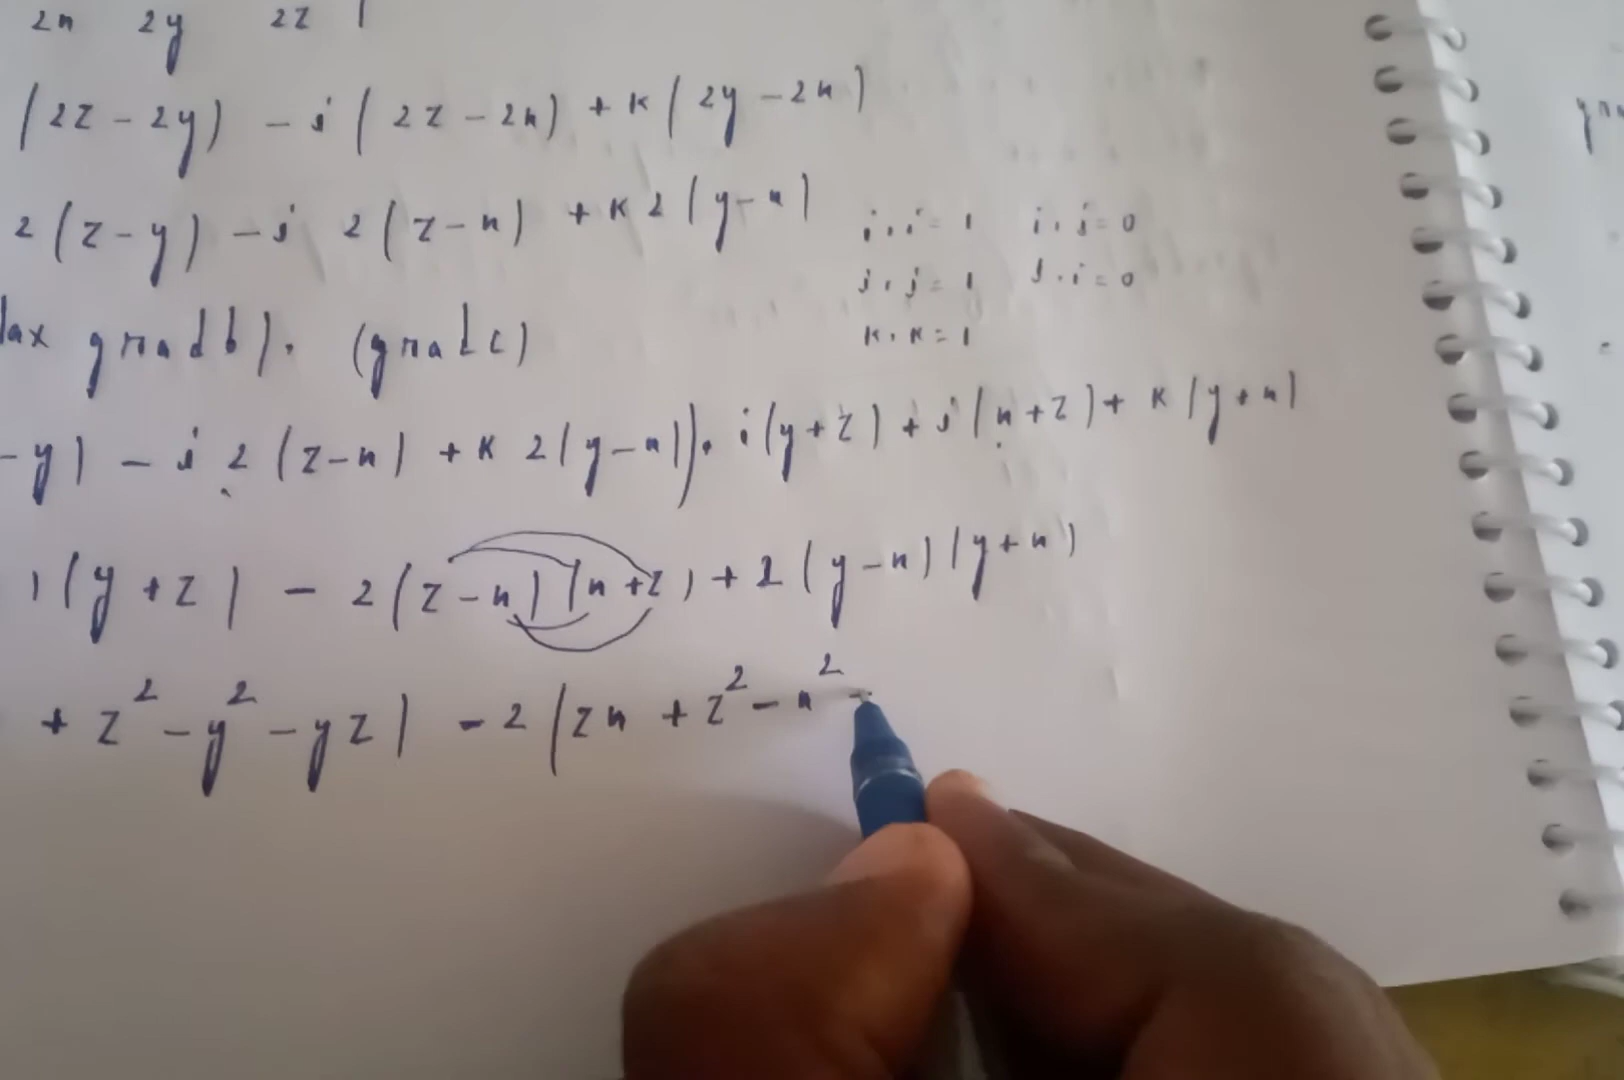 2x 2y 2z |
(2z - 2y) - j (2z - 2x) + k (2y - 2x)
2(z - y) - j 2(z - x) + k 2(y - x)
i . i = 1 i . j = 0
j . j = 1 j . i = 0
k . k = 1
ax grad b). (grad c)
- y) - j 2 (z - x) + k 2(y - x)). i(y + z) + j(x + z) + k(y + x)
)(y + z) - 2(z - x)(x + z) + 2(y - x)(y + x)
+ z² - y² - yz) - 2(zx + z² - x² -